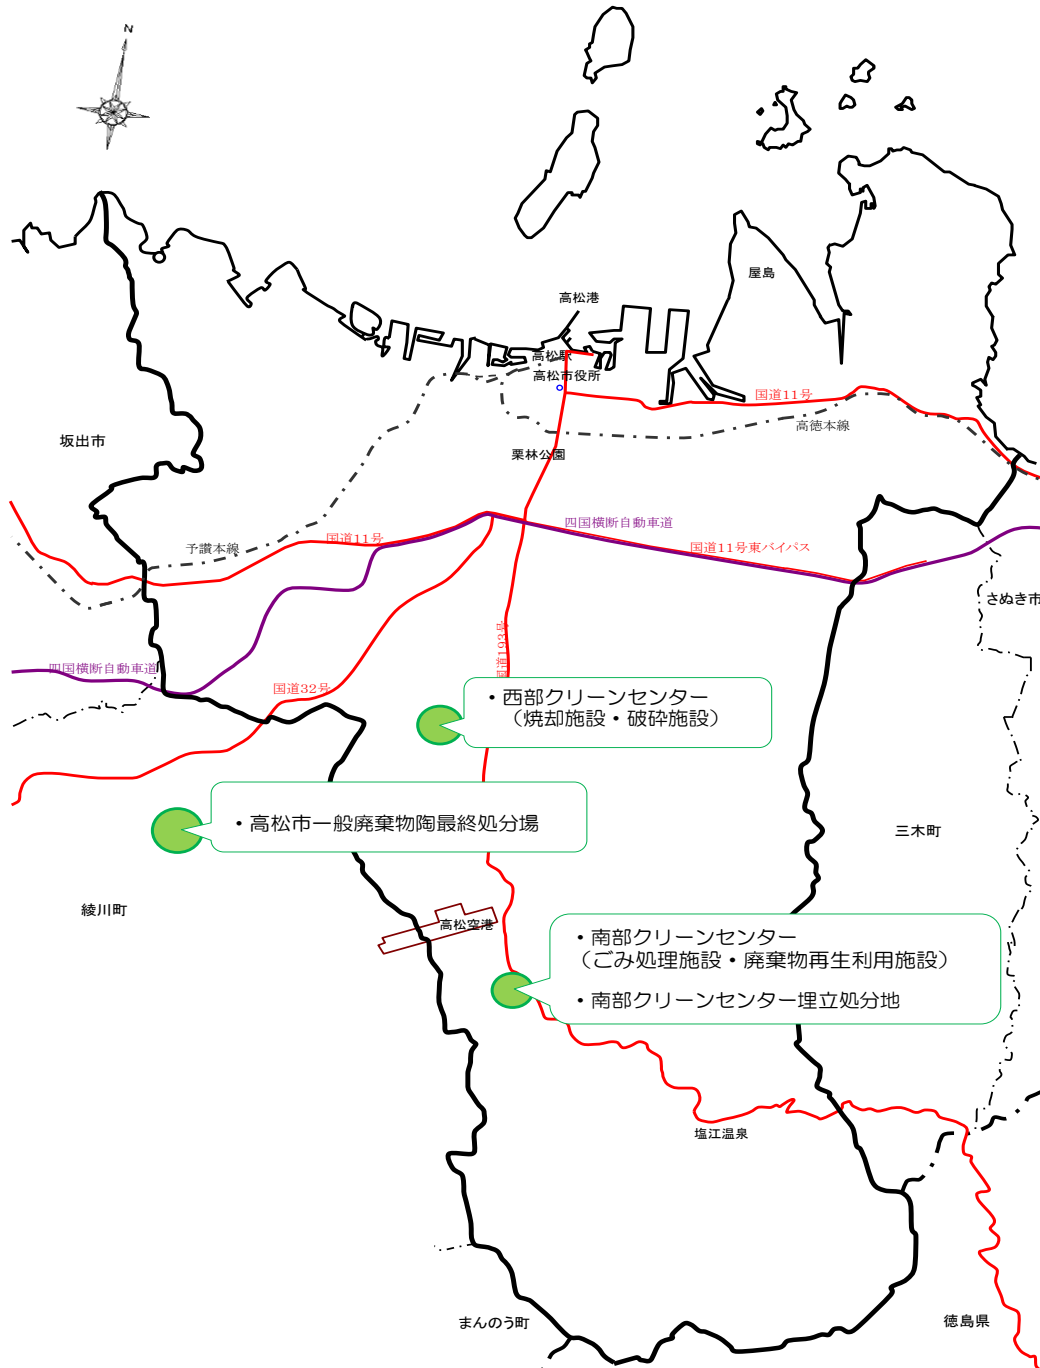 N
屋島
高松港
高松駅
高松市役所
国道11号
高徳本線
坂出市
栗林公園
四国横断自動車道
国道11号
予讃本線
国道11号東バイパス
さぬき市
国道193号
四国横断自動車道
国道32号
・西部クリーンセンター
（焼却施設・破砕施設）
・高松市一般廃棄物陶最終処分場
三木町
綾川町
高松空港
・南部クリーンセンター
（ごみ処理施設・廃棄物再生利用施設）
・南部クリーンセンター埋立処分地
塩江温泉
まんのう町
徳島県